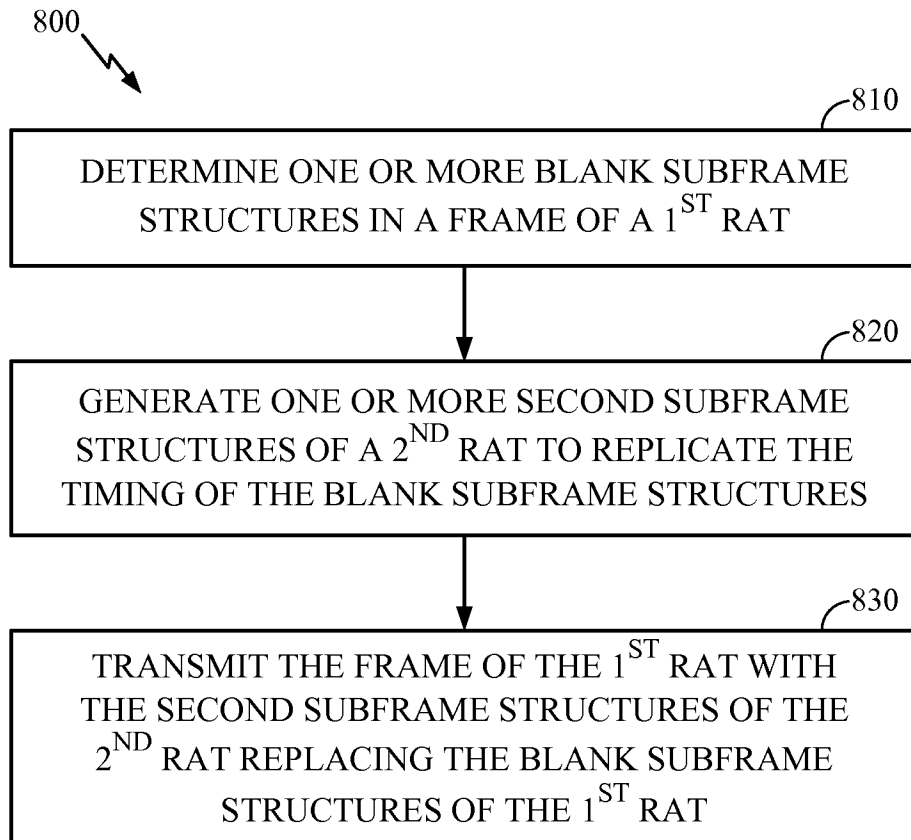 800
810
DETERMINE ONE OR MORE BLANK SUBFRAME
STRUCTURES IN A FRAME OF A 1ST RAT
820
GENERATE ONE OR MORE SECOND SUBFRAME
STRUCTURES OF A 2ND RAT TO REPLICATE THE
TIMING OF THE BLANK SUBFRAME STRUCTURES
830
TRANSMIT THE FRAME OF THE 1ST RAT WITH
THE SECOND SUBFRAME STRUCTURES OF THE
2ND RAT REPLACING THE BLANK SUBFRAME
STRUCTURES OF THE 1ST RAT